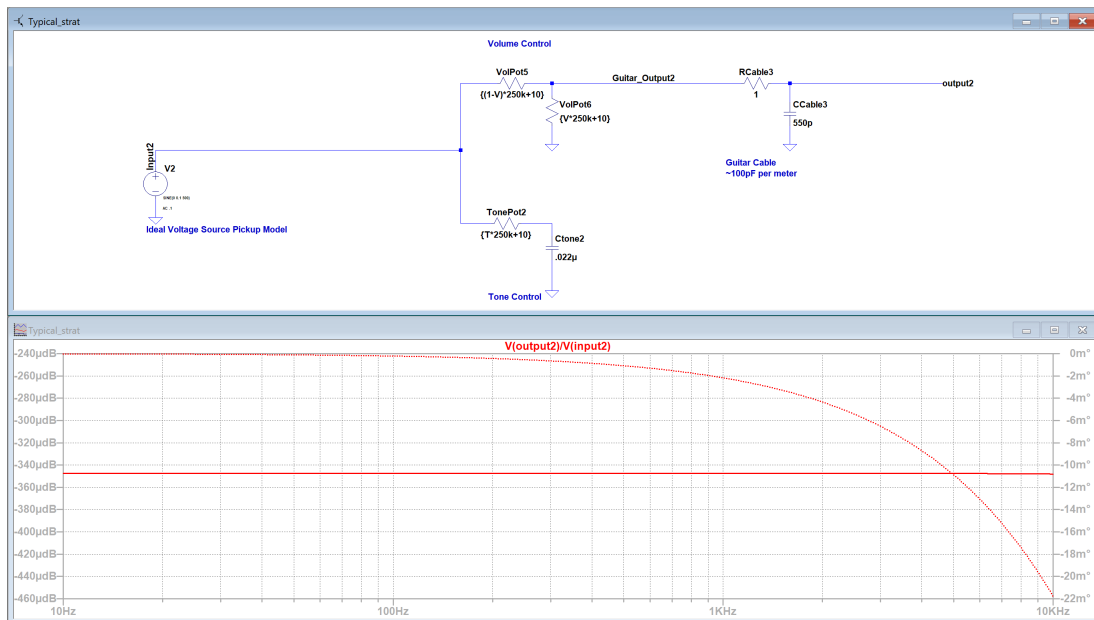 Typical_strat
Volume Control
VolPot5
{(1-V)*250k+10}
Guitar_Output2
VolPot6
{V*250k+10}
RCable3
1
CCable3
550p
output2
Guitar Cable
~100pF per meter
Input2
V2
AC 1
Ideal Voltage Source Pickup Model
TonePot2
{T*250k+10}
Ctone2
.022µ
Tone Control
Typical_strat
V(output2)/V(input2)
-240µdB
-260µdB
-280µdB
-300µdB
-320µdB
-340µdB
-360µdB
-380µdB
-400µdB
-420µdB
-440µdB
-460µdB
0m°
-2m°
-4m°
-6m°
-8m°
-10m°
-12m°
-14m°
-16m°
-18m°
-20m°
-22m°
10Hz
100Hz
1KHz
10KHz